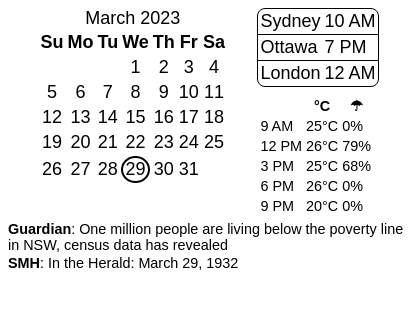 March 2023
Su Mo Tu We Th Fr Sa
1 2 3 4
5 6 7 8 9 10 11
12 13 14 15 16 17 18
19 20 21 22 23 24 25
26 27 28 29 30 31
Sydney 10 AM
Ottawa 7 PM
London 12 AM
°C ☂
9 AM 25°C 0%
12 PM 26°C 79%
3 PM 25°C 68%
6 PM 26°C 0%
9 PM 20°C 0%
Guardian: One million people are living below the poverty line
in NSW, census data has revealed
SMH: In the Herald: March 29, 1932